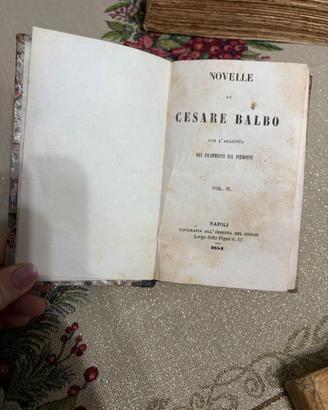 NOVELLE
DI
CESARE BALBO
CON L'AGGIUNTA
DEI FRAMMENTI SUL PIEMONTE
VOL. II.
NAPOLI
TIPOGRAFIA ALL'INSEGNA DEL DIOGENE
Largo delle Pigne n. 11
1854